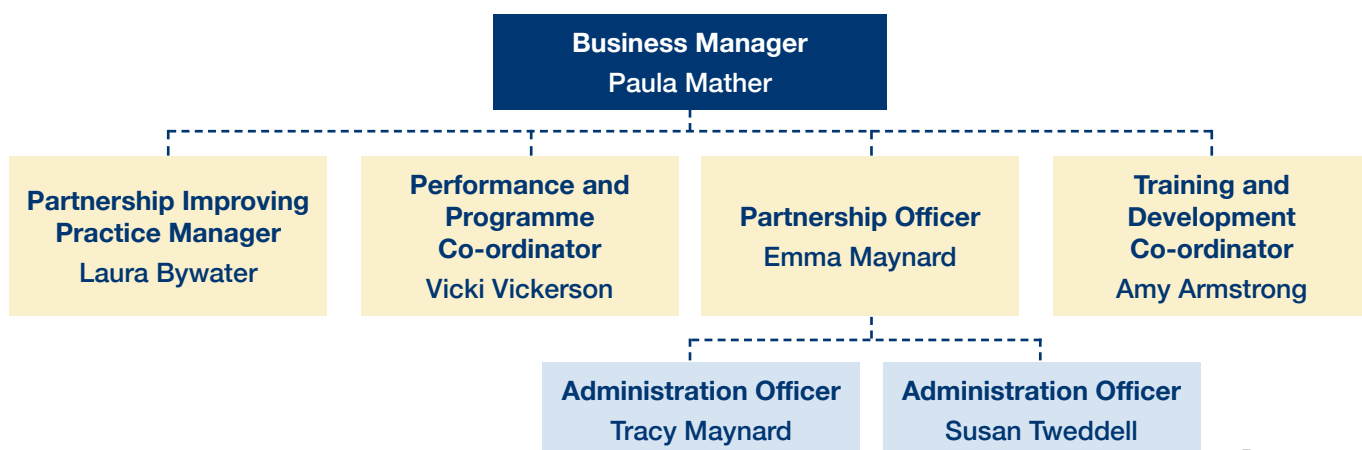 Business Manager
Paula Mather
Partnership Improving
Practice Manager
Laura Bywater
Performance and
Programme
Co-ordinator
Vicki Vickerson
Partnership Officer
Emma Maynard
Training and
Development
Co-ordinator
Amy Armstrong
Administration Officer
Tracy Maynard
Administration Officer
Susan Tweddell